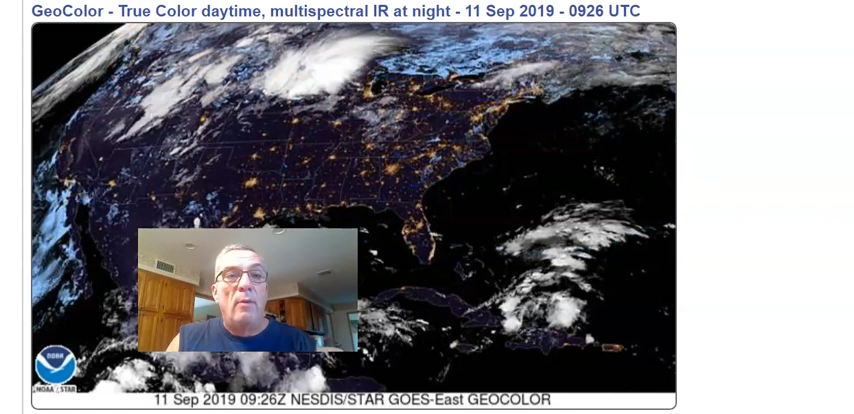 GeoColor - True Color daytime, multispectral IR at night - 11 Sep 2019 - 0926 UTC
NOAA
NOAA STAR
11 Sep 2019 09:26Z NESDIS/STAR GOES-East GEOCOLOR